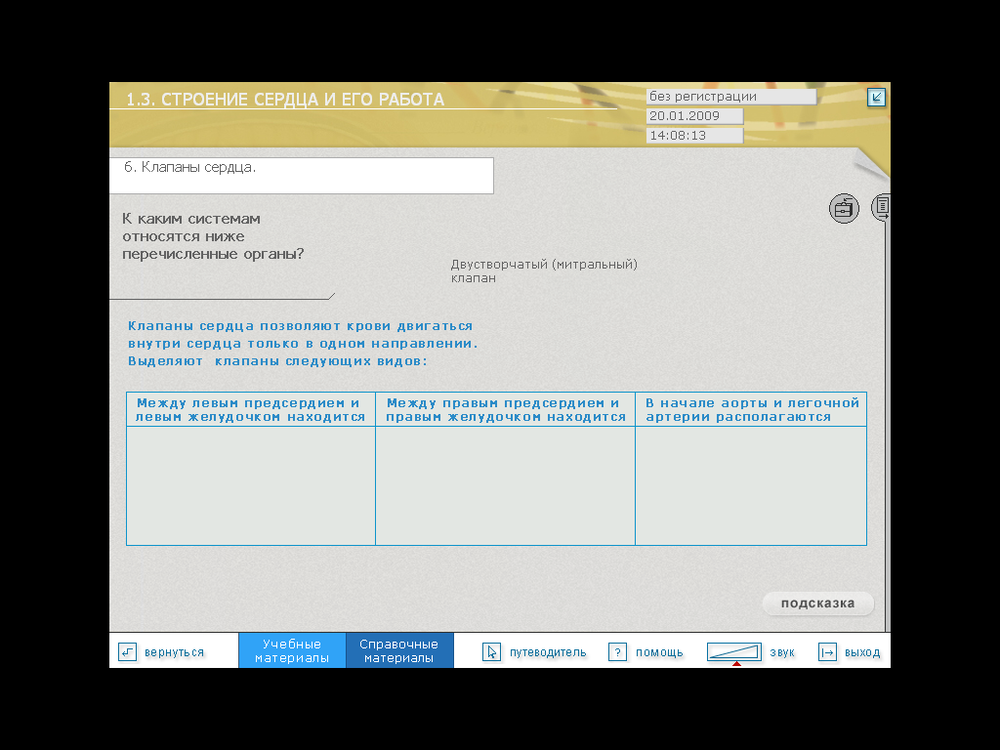 1.3. СТРОЕНИЕ СЕРДЦА И ЕГО РАБОТА
без регистрации
20.01.2009
14:08:13
6. Клапаны сердца.
К каким системам
относятся ниже
перечисленные органы?
Двустворчатый (митральный)
клапан
Клапаны сердца позволяют крови двигаться
внутри сердца только в одном направлении.
Выделяют клапаны следующих видов:
Между левым предсердием и
левым желудочком находится
Между правым предсердием и
правым желудочком находится
В начале аорты и легочной
артерии располагаются
подсказка
вернуться
Учебные
материалы
Справочные
материалы
путеводитель
? помощь
звук
выход